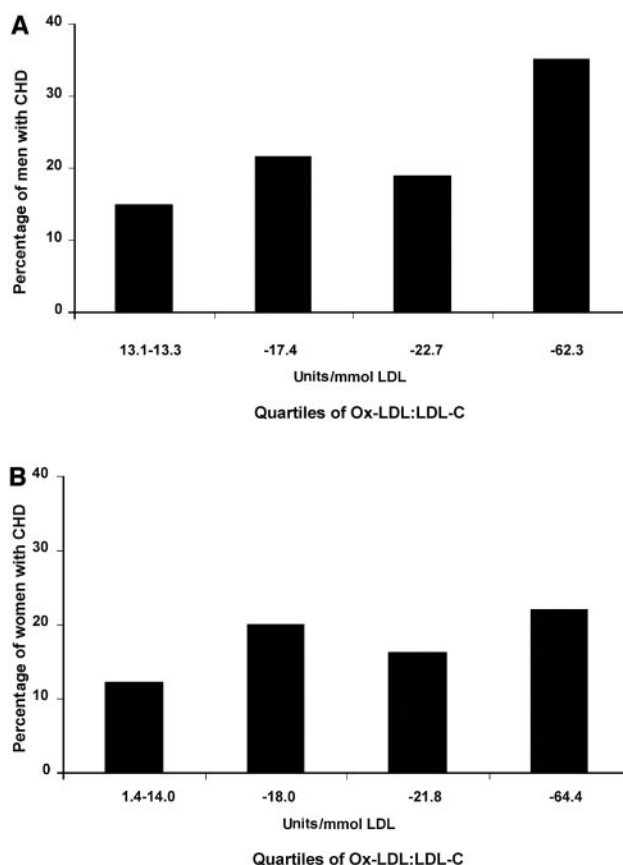 A
Percentage of men with CHD
40
30
20
10
0
13.1-13.3 -17.4 -22.7 -62.3
Units/mmol LDL
Quartiles of Ox-LDL:LDL-C
B
Percentage of women with CHD
40
30
20
10
0
1.4-14.0 -18.0 -21.8 -64.4
Units/mmol LDL
Quartiles of Ox-LDL:LDL-C